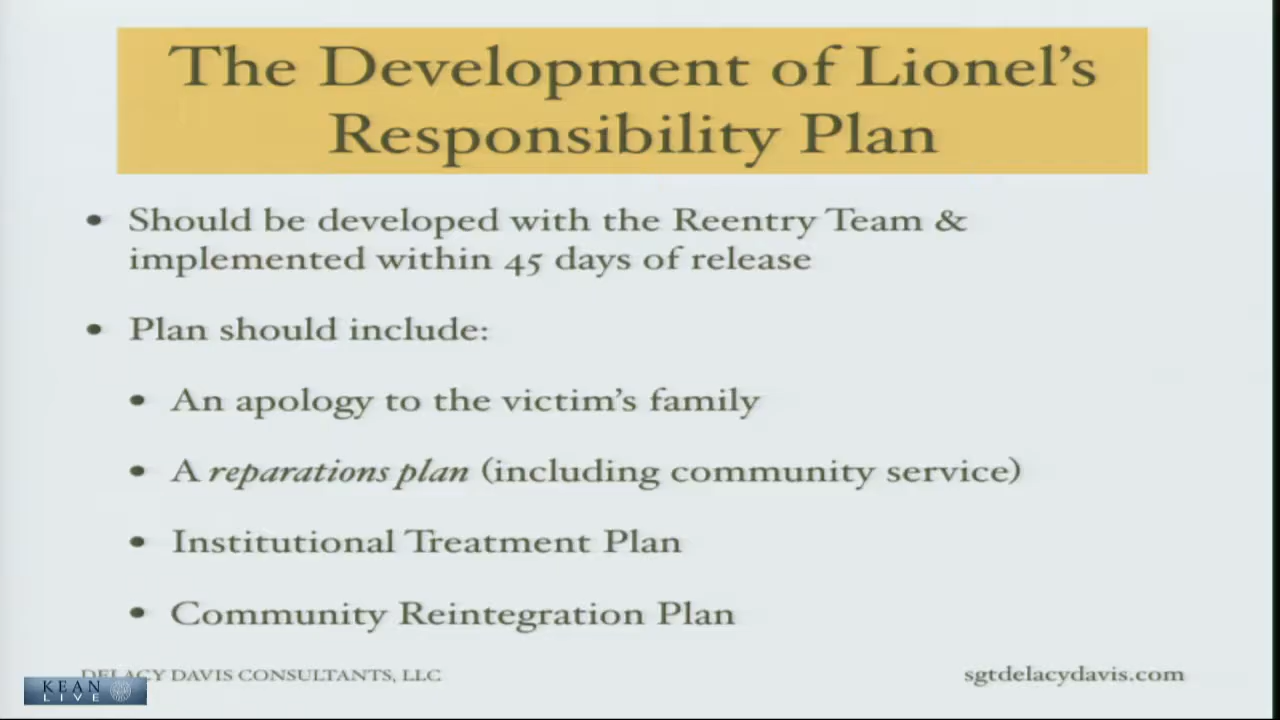 The Development of Lionel's
Responsibility Plan
• Should be developed with the Reentry Team &
implemented within 45 days of release
• Plan should include:
• An apology to the victim's family
• A reparations plan (including community service)
• Institutional Treatment Plan
• Community Reintegration Plan
DELACY DAVIS CONSULTANTS, LLC
sgtdelacydavis.com
KEAN
LIVE